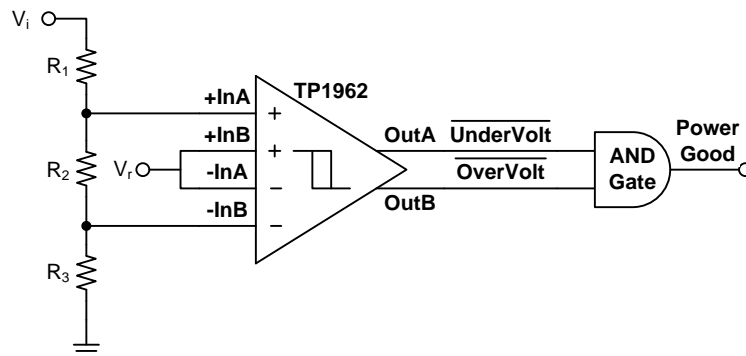 Vi
R1
R2
R3
Vr
+InA
+InB
-InA
-InB
TP1962
+
+
−
−
OutA
OutB
UnderVolt
OverVolt
AND
Gate
Power
Good